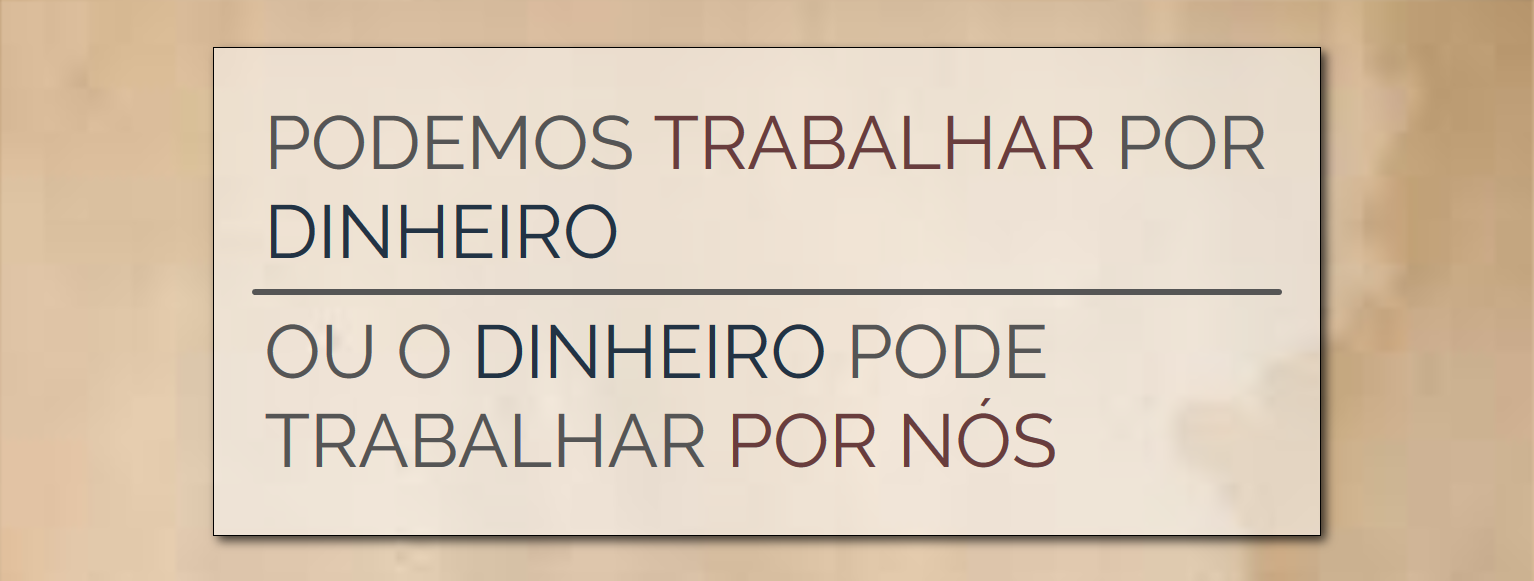 PODEMOS TRABALHAR POR
DINHEIRO
OU O DINHEIRO PODE
TRABALHAR POR NÓS